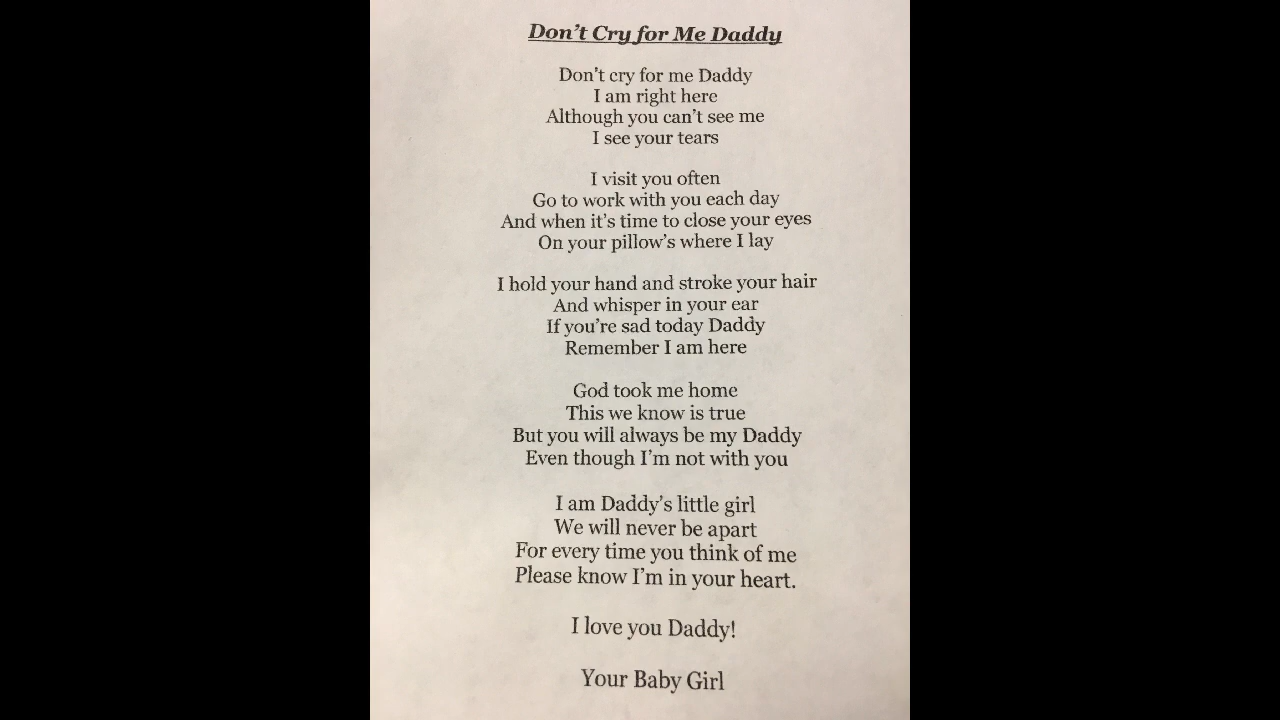 Don't Cry for Me Daddy
Don't cry for me Daddy
I am right here
Although you can't see me
I see your tears
I visit you often
Go to work with you each day
And when it's time to close your eyes
On your pillow's where I lay
I hold your hand and stroke your hair
And whisper in your ear
If you're sad today Daddy
Remember I am here
God took me home
This we know is true
But you will always be my Daddy
Even though I'm not with you
I am Daddy's little girl
We will never be apart
For every time you think of me
Please know I'm in your heart.
I love you Daddy!
Your Baby Girl